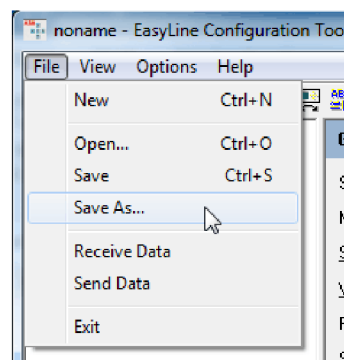 noname - EasyLine Configuration Too
File View Options Help
New Ctrl+N
Open... Ctrl+O
Save Ctrl+S
Save As...
Receive Data
Send Data
Exit